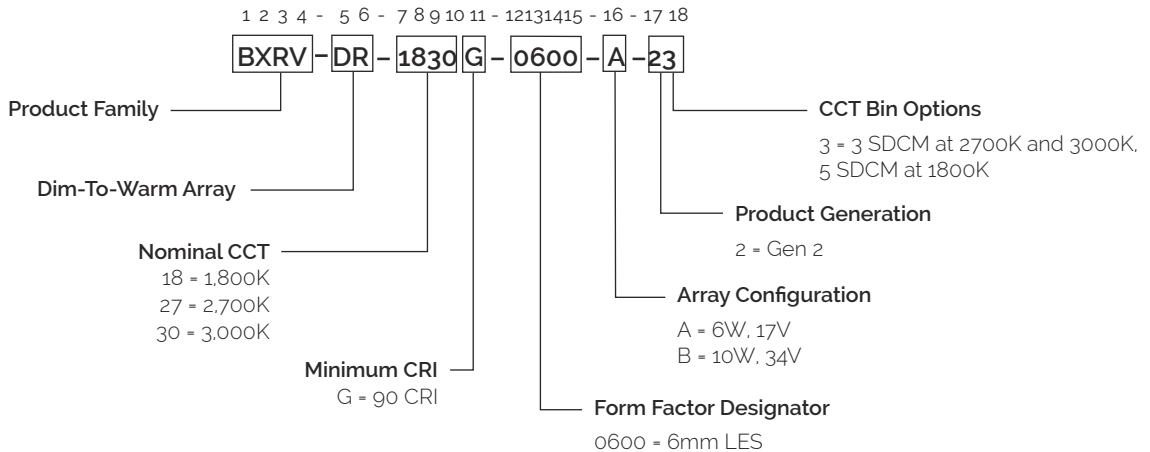 1 2 3 4 - 5 6 - 7 8 9 10 11 - 12131415 - 16 - 17 18
BXRV – DR – 1830 G – 0600 – A – 23
Product Family
Dim-To-Warm Array
Nominal CCT
18 = 1,800K
27 = 2,700K
30 = 3,000K
Minimum CRI
G = 90 CRI
CCT Bin Options
3 = 3 SDCM at 2700K and 3000K,
5 SDCM at 1800K
Product Generation
2 = Gen 2
Array Configuration
A = 6W, 17V
B = 10W, 34V
Form Factor Designator
0600 = 6mm LES